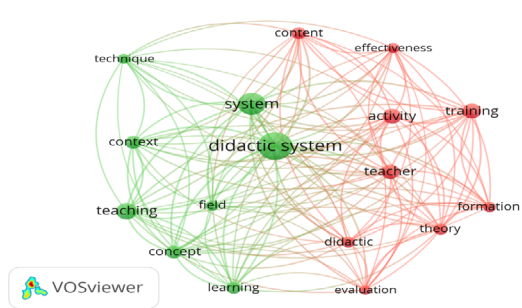 content
effectiveness
technique
system
activity
training
context
didactic system
teacher
teaching
field
formation
theory
didactic
concept
learning
evaluation
VOSviewer